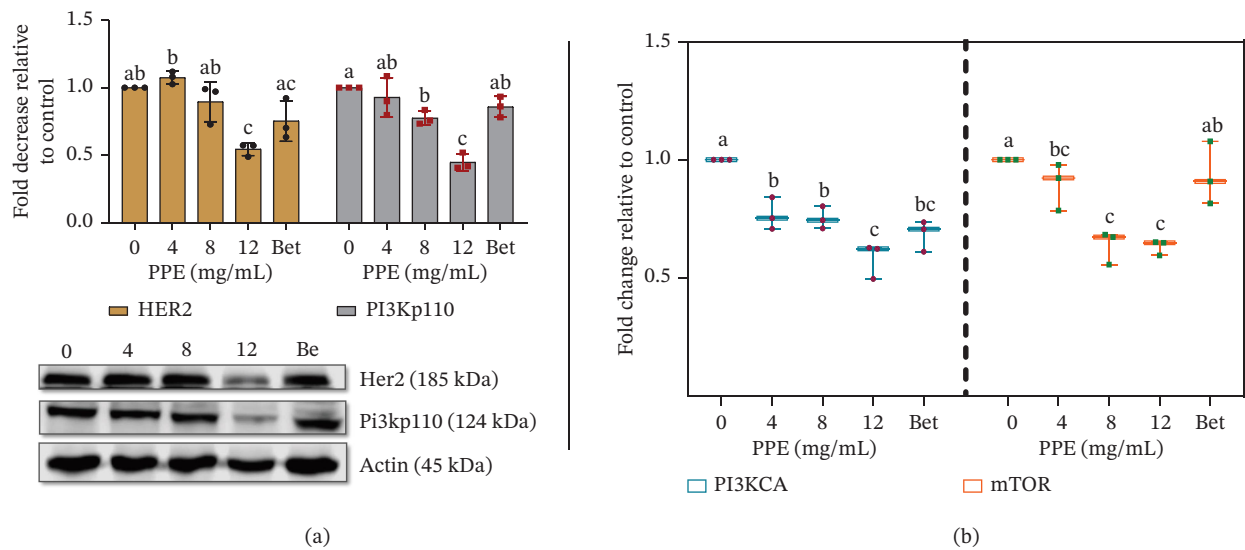 Fold decrease relative
to control
1.5
1.0
0.5
0.0
ab b ab c ac a ab b c ab
0 4 8 12 Bet 0 4 8 12 Bet
PPE (mg/mL) PPE (mg/mL)
HER2 PI3Kp110
0 4 8 12 Be
Her2 (185 kDa)
Pi3kp110 (124 kDa)
Actin (45 kDa)
(a)
Fold change relative to control
1.5
1.0
0.5
a b b c bc a bc c c ab
0 4 8 12 Bet 0 4 8 12 Bet
PPE (mg/mL) PPE (mg/mL)
PI3KCA mTOR
(b)